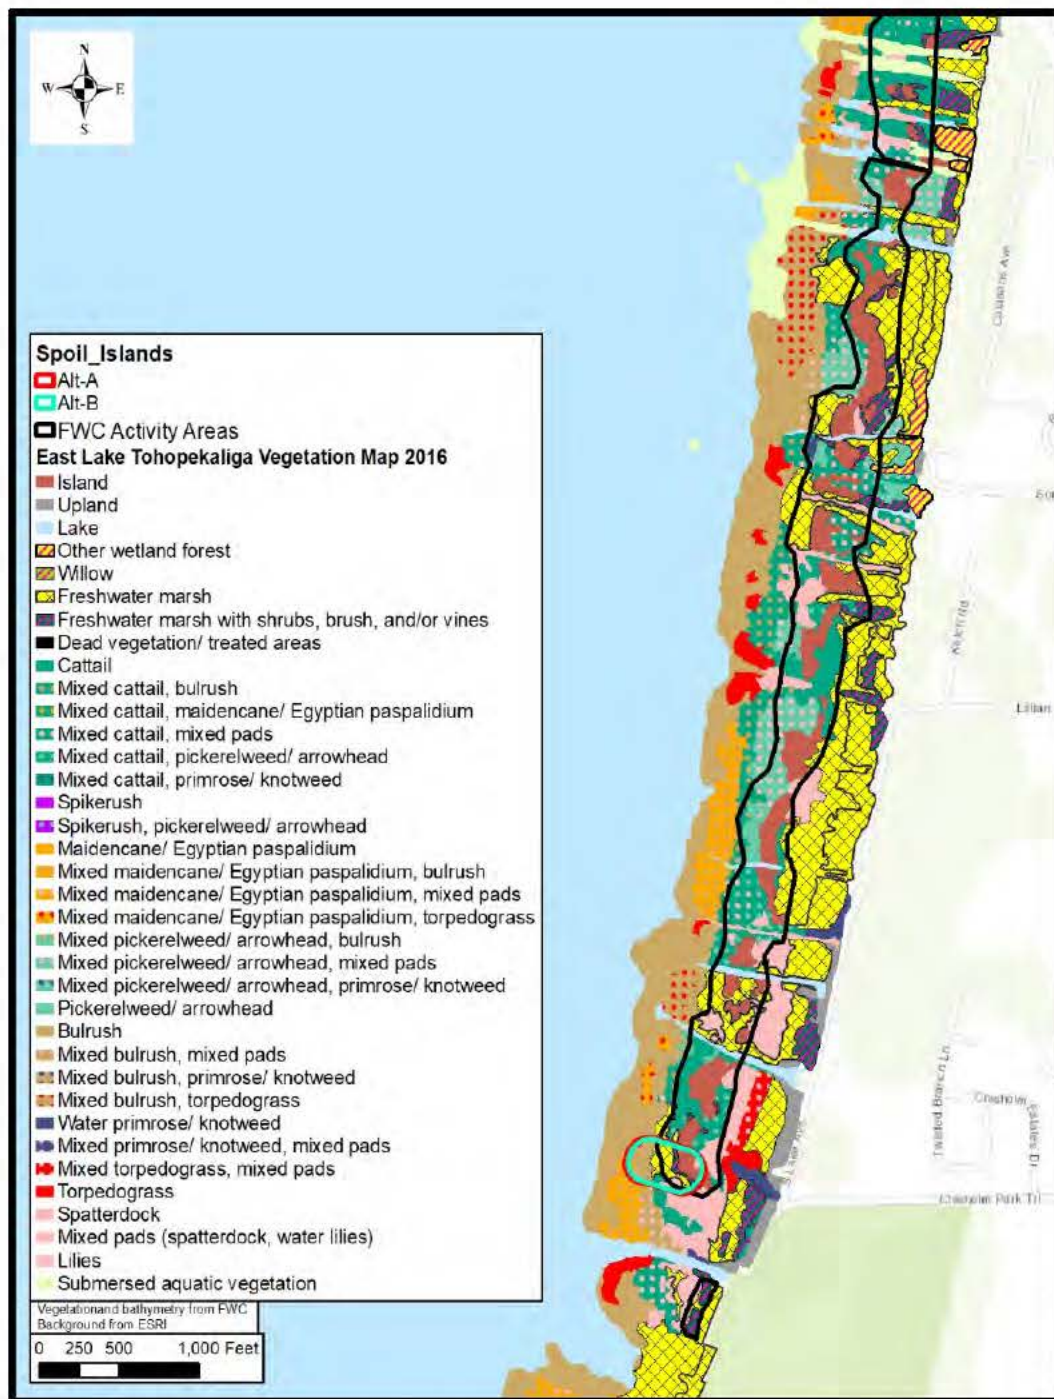 N
W E
S
Spoil_Islands
Alt-A
Alt-B
FWC Activity Areas
East Lake Tohopekaliga Vegetation Map 2016
Island
Upland
Lake
Other wetland forest
Willow
Freshwater marsh
Freshwater marsh with shrubs, brush, and/or vines
Dead vegetation/ treated areas
Cattail
Mixed cattail, bulrush
Mixed cattail, maidencane/ Egyptian paspalidium
Mixed cattail, mixed pads
Mixed cattail, pickerelweed/ arrowhead
Mixed cattail, primrose/ knotweed
Spikerush
Spikerush, pickerelweed/ arrowhead
Maidencane/ Egyptian paspalidium
Mixed maidencane/ Egyptian paspalidium, bulrush
Mixed maidencane/ Egyptian paspalidium, mixed pads
Mixed maidencane/ Egyptian paspalidium, torpedograss
Mixed pickerelweed/ arrowhead, bulrush
Mixed pickerelweed/ arrowhead, mixed pads
Mixed pickerelweed/ arrowhead, primrose/ knotweed
Pickerelweed/ arrowhead
Bulrush
Mixed bulrush, mixed pads
Mixed bulrush, primrose/ knotweed
Mixed bulrush, torpedograss
Water primrose/ knotweed
Mixed primrose/ knotweed, mixed pads
Mixed torpedograss, mixed pads
Torpedograss
Spatterdock
Mixed pads (spatterdock, water lilies)
Lilies
Submersed aquatic vegetation
Vegetationand bathymetry from FWC
Background from ESRI
0 250 500 1,000 Feet
Lillian
Twisted Branch Ln
Chisholm
Estates Dr
Chisholm Park Trl